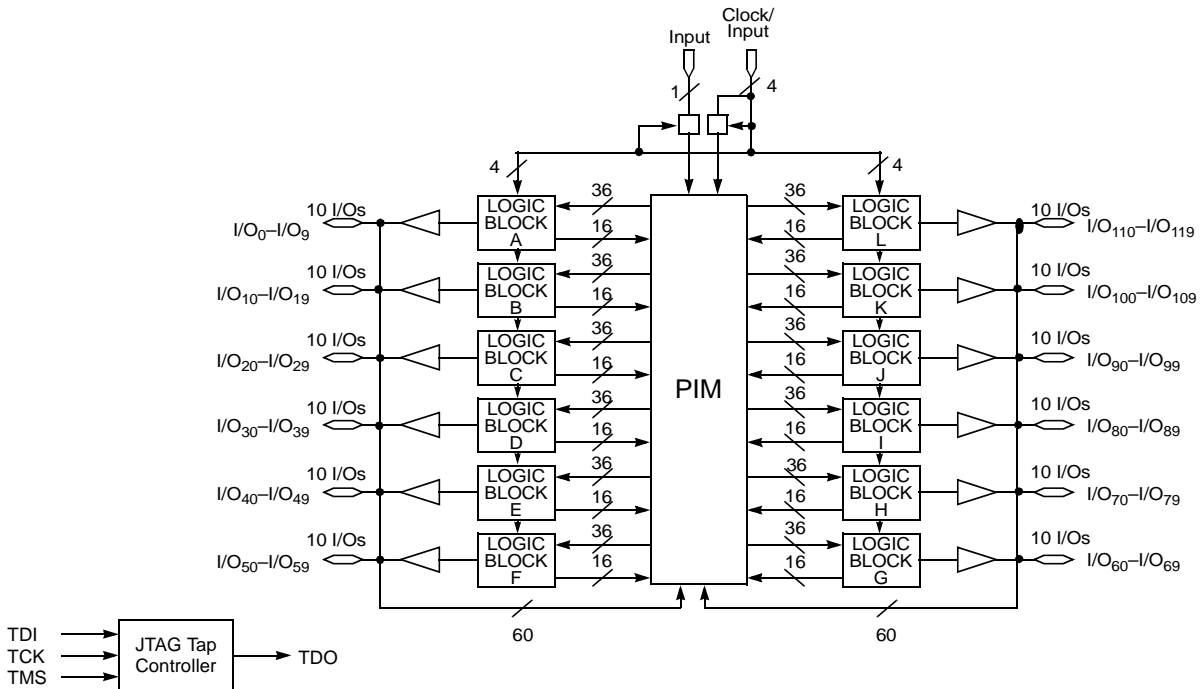 Clock/
Input
Input
1
4
4
4
10 I/Os
I/O0–I/O9
LOGIC
BLOCK
A
36
16
36
16
LOGIC
BLOCK
L
10 I/Os
I/O110–I/O119
10 I/Os
I/O10–I/O19
LOGIC
BLOCK
B
36
16
36
16
LOGIC
BLOCK
K
10 I/Os
I/O100–I/O109
10 I/Os
I/O20–I/O29
LOGIC
BLOCK
C
36
16
PIM
36
16
LOGIC
BLOCK
J
10 I/Os
I/O90–I/O99
10 I/Os
I/O30–I/O39
LOGIC
BLOCK
D
36
16
36
16
LOGIC
BLOCK
I
10 I/Os
I/O80–I/O89
10 I/Os
I/O40–I/O49
LOGIC
BLOCK
E
36
16
36
16
LOGIC
BLOCK
H
10 I/Os
I/O70–I/O79
10 I/Os
I/O50–I/O59
LOGIC
BLOCK
F
36
16
36
16
LOGIC
BLOCK
G
10 I/Os
I/O60–I/O69
60
60
TDI
TCK
TMS
JTAG Tap
Controller
TDO